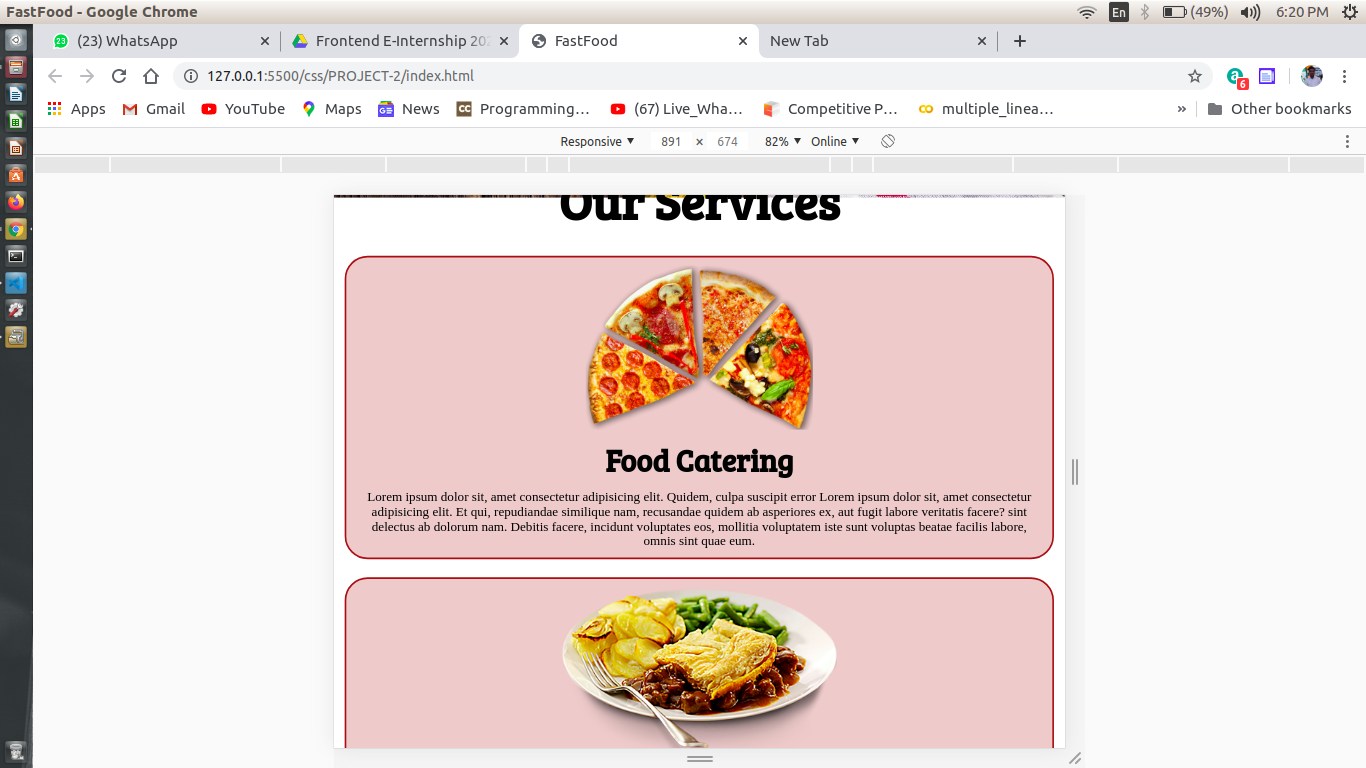 FastFood - Google Chrome
En (49%) 6:20 PM
23 (23) WhatsApp
Frontend E-Internship 202
FastFood
New Tab
127.0.0.1:5500/css/PROJECT-2/index.html
6
Apps Gmail YouTube Maps News CC Programming… (67) Live_Wha… Competitive P… multiple_linea… » Other bookmarks
Responsive 891 × 674 82% Online
Our Services
Food Catering
Lorem ipsum dolor sit, amet consectetur adipisicing elit. Quidem, culpa suscipit error Lorem ipsum dolor sit, amet consectetur
adipisicing elit. Et qui, repudiandae similique nam, recusandae quidem ab asperiores ex, aut fugit labore veritatis facere? sint
delectus ab dolorum nam. Debitis facere, incidunt voluptates eos, mollitia voluptatem iste sunt voluptas beatae facilis labore,
omnis sint quae eum.